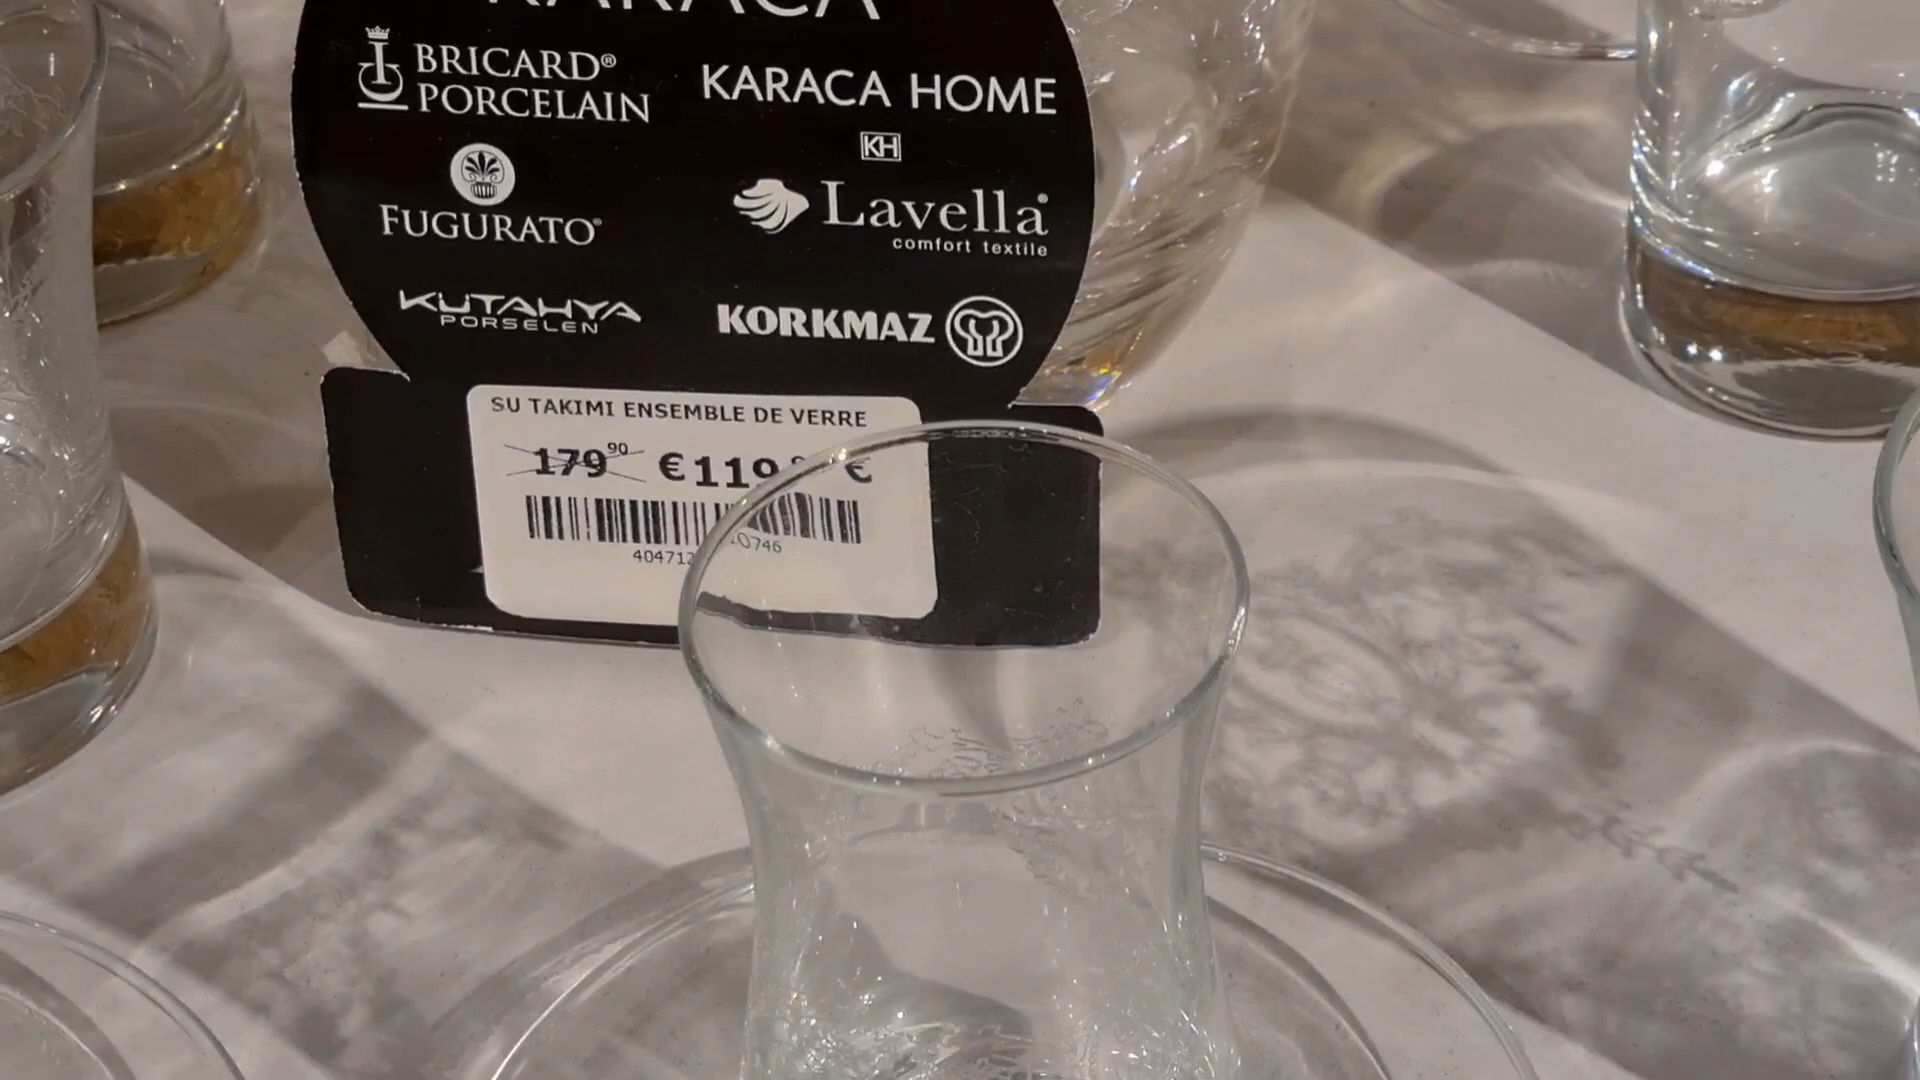 KARACA
BRICARD®
PORCELAIN
KARACA HOME
KH
FUGURATO®
Lavella®
comfort textile
KUTAHYA
PORSELEN
KORKMAZ
SU TAKIMI ENSEMBLE DE VERRE
179⁹⁰ €119 €